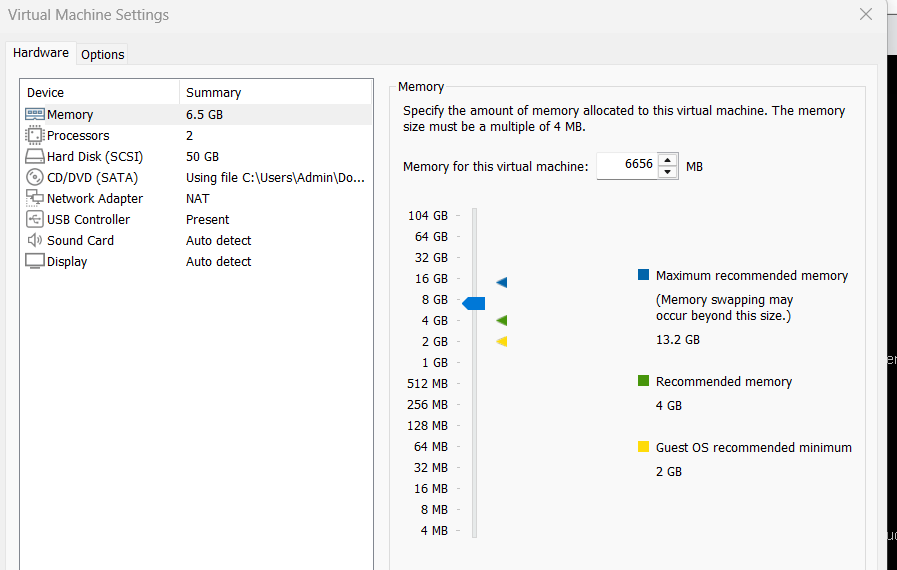 Virtual Machine Settings
Hardware
Options
Device Summary
Memory 6.5 GB
Processors 2
Hard Disk (SCSI) 50 GB
CD/DVD (SATA) Using file C:\Users\Admin\Do...
Network Adapter NAT
USB Controller Present
Sound Card Auto detect
Display Auto detect
Memory
Specify the amount of memory allocated to this virtual machine. The memory
size must be a multiple of 4 MB.
Memory for this virtual machine: 6656 MB
104 GB
64 GB
32 GB
16 GB
8 GB
4 GB
2 GB
1 GB
512 MB
256 MB
128 MB
64 MB
32 MB
16 MB
8 MB
4 MB
Maximum recommended memory
(Memory swapping may
occur beyond this size.)
13.2 GB
Recommended memory
4 GB
Guest OS recommended minimum
2 GB